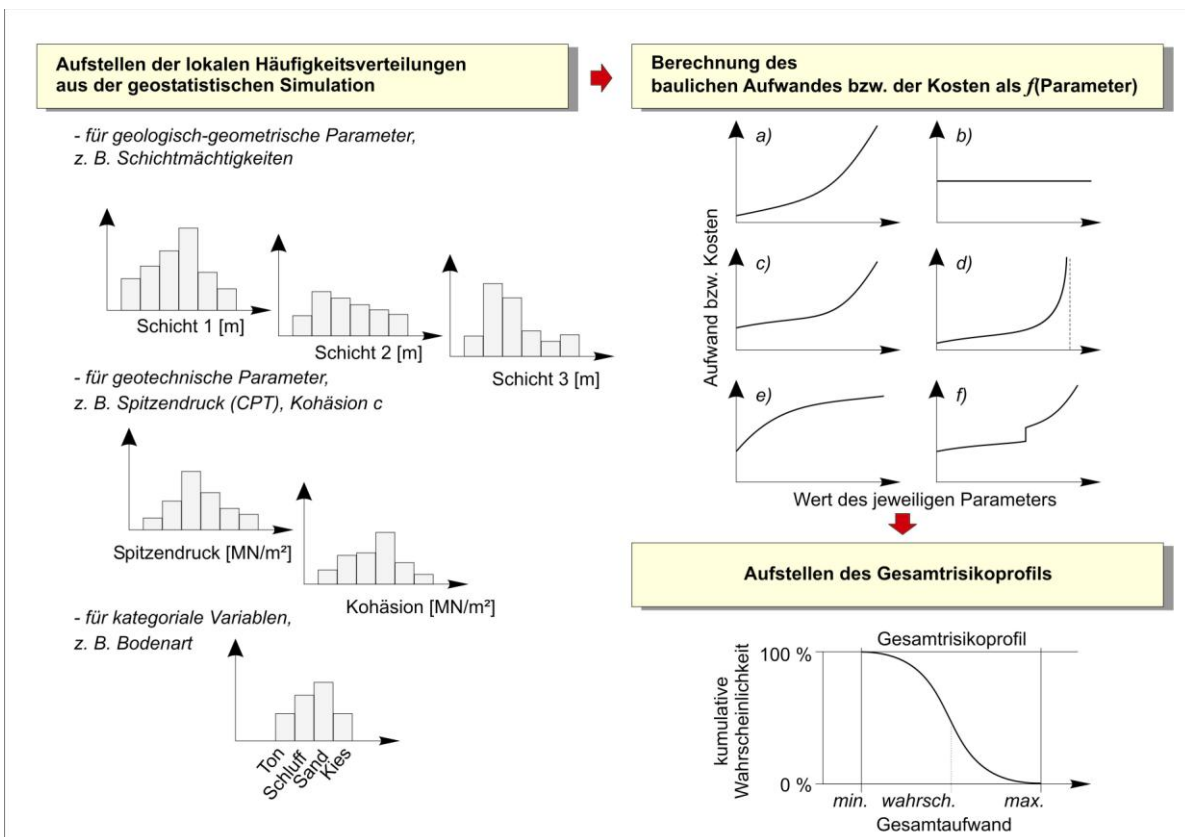 Aufstellen der lokalen Häufigkeitsverteilungen
aus der geostatistischen Simulation
- für geologisch-geometrische Parameter,
z. B. Schichtmächtigkeiten
Schicht 1 [m]
Schicht 2 [m]
Schicht 3 [m]
- für geotechnische Parameter,
z. B. Spitzendruck (CPT), Kohäsion c
Spitzendruck [MN/m²]
Kohäsion [MN/m²]
- für kategoriale Variablen,
z. B. Bodenart
Ton
Schluff
Sand
Kies
Berechnung des
baulichen Aufwandes bzw. der Kosten als f(Parameter)
a)
b)
c)
d)
e)
f)
Aufwand bzw. Kosten
Wert des jeweiligen Parameters
Aufstellen des Gesamtrisikoprofils
Gesamtrisikoprofil
100 %
0 %
kumulative
Wahrscheinlichkeit
min.
wahrsch.
max.
Gesamtaufwand